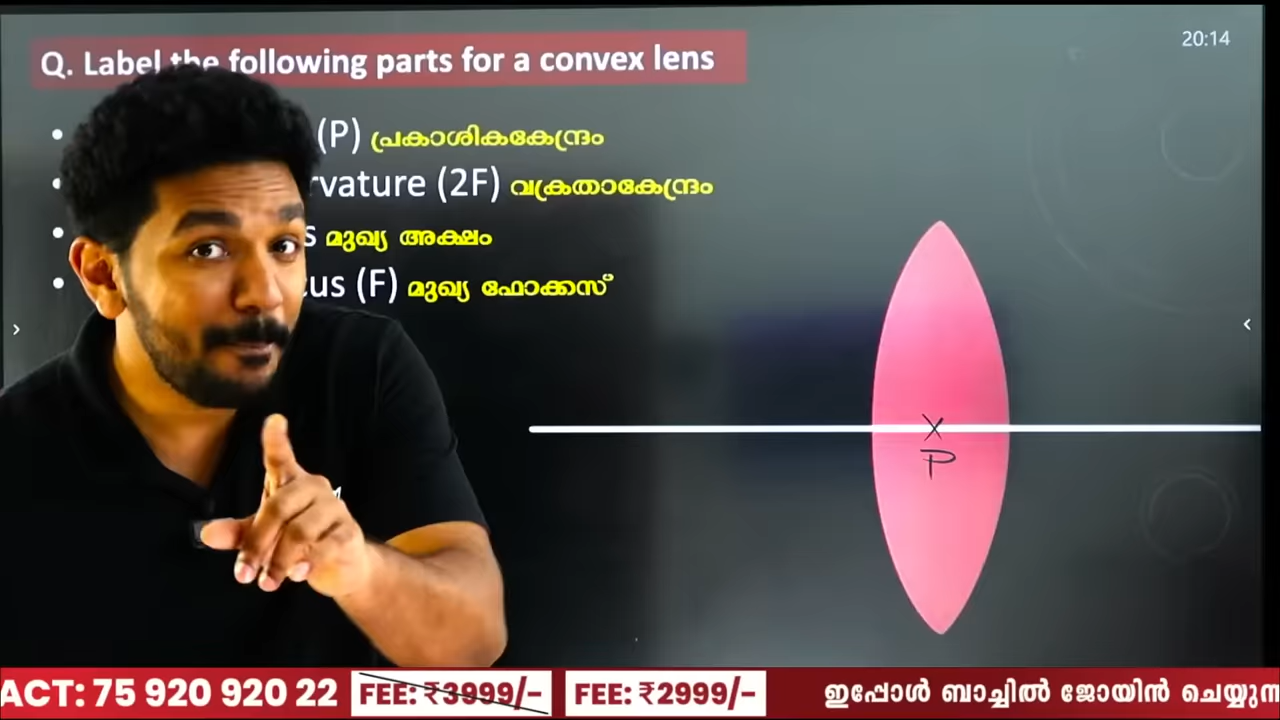 Q. Label the following parts for a convex lens
20:14
• (P) പ്രകാശികകേന്ദ്രം
• rvature (2F) വക്രതാകേന്ദ്രം
• s മുഖ്യ അക്ഷം
• cus (F) മുഖ്യ ഫോക്കസ്
X
P
ACT: 75 920 920 22 FEE: ₹3999/- FEE: ₹2999/- ഇപ്പോൾ ബാച്ചിൽ ജോയിൻ ചെയ്യു